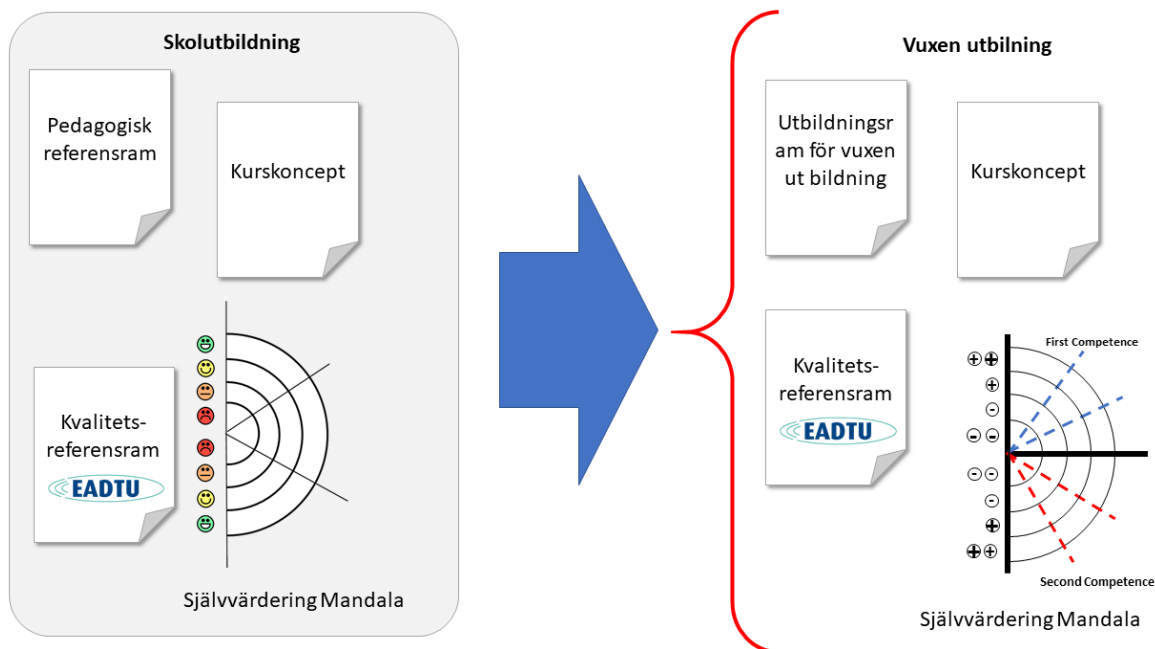 Skolutbildning
Pedagogisk
referensram
Kurskoncept
Kvalitets-
referensram
EADTU
Självvärdering Mandala
Vuxen utbilning
Utbildningsr
am för vuxen
ut bildning
Kurskoncept
Kvalitets-
referensram
EADTU
First Competence
Second Competence
Självvärdering Mandala